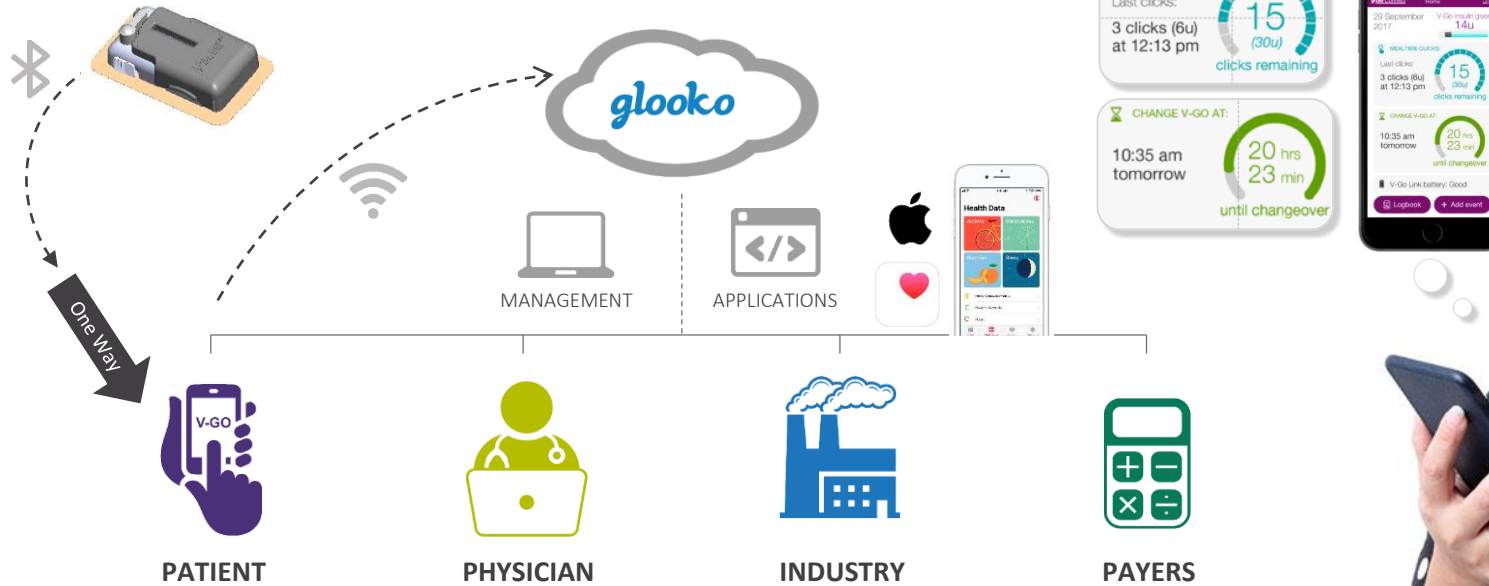 glooko
MANAGEMENT
APPLICATIONS
Health Data
Last clicks:
3 clicks (6u)
at 12:13 pm
15
(30u)
clicks remaining
CHANGE V-GO AT:
10:35 am
tomorrow
20 hrs
23 min
until changeover
Home
29 September
2017
V-Go insulin given
14u
MEALTIME CLICKS:
Last clicks:
3 clicks (6u)
at 12:13 pm
15
(30u)
clicks remaining
CHANGE V-GO AT:
10:35 am
tomorrow
20 hrs
23 min
until changeover
V-Go Link battery: Good
Logbook
+ Add event
One Way
V-GO
PATIENT
PHYSICIAN
INDUSTRY
PAYERS